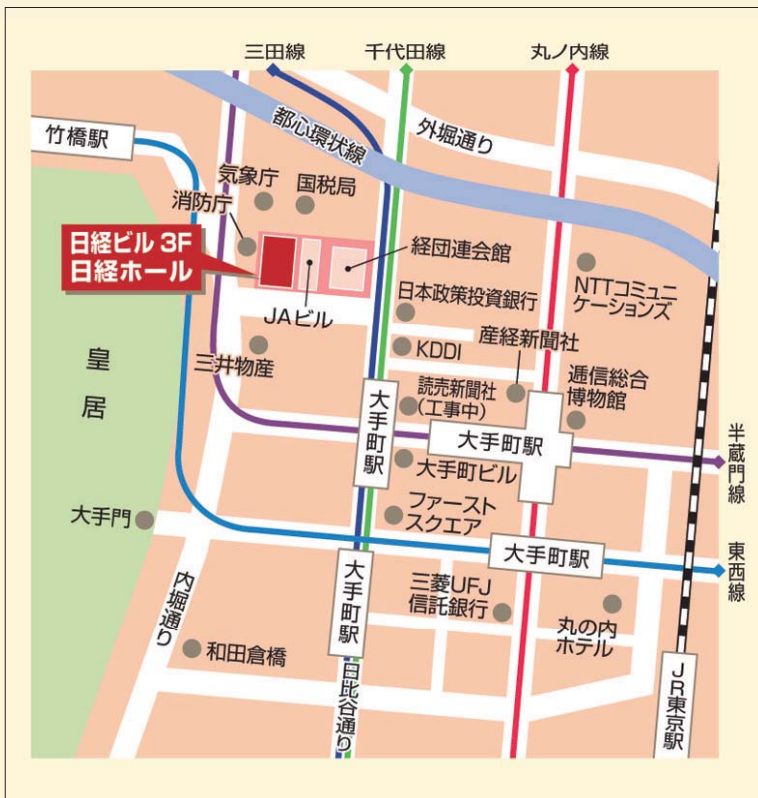 三田線
千代田線
丸ノ内線
竹橋駅
都心環状線
外堀通り
気象庁
国税局
消防庁
日経ビル 3F
日経ホール
経団連会館
JAビル
日本政策投資銀行
NTTコミュニ
ケーションズ
産経新聞社
KDDI
三井物産
皇居
読売新聞社
(工事中)
逓信総合
博物館
大手町駅
大手町駅
半蔵門線
大手町ビル
大手門
ファースト
スクエア
大手町駅
東西線
大手町駅
三菱UFJ
信託銀行
丸の内
ホテル
内堀通り
和田倉橋
日比谷通り
JR東京駅